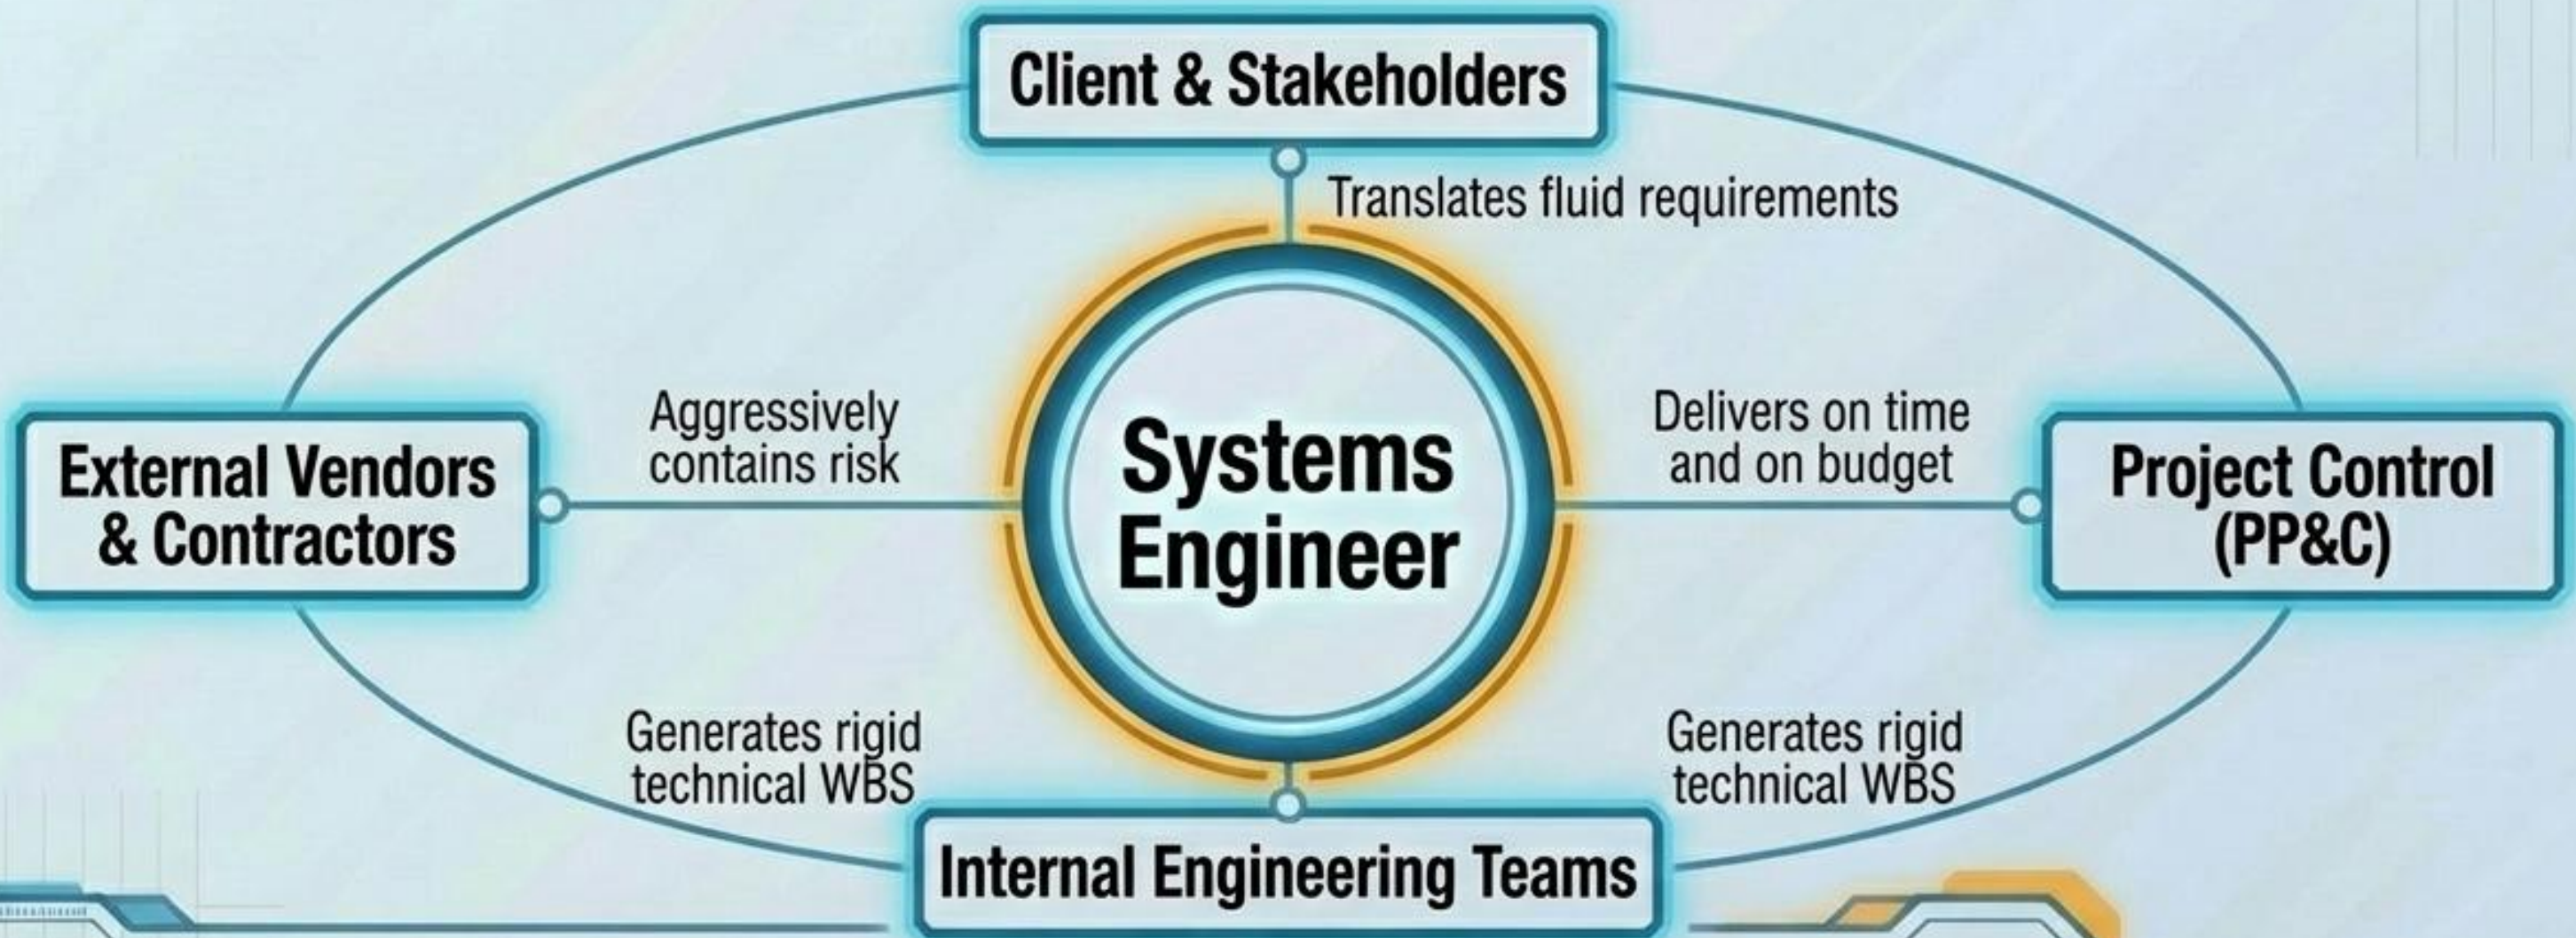 Client & Stakeholders
Translates fluid requirements
Aggressively
contains risk
Delivers on time
and on budget
External Vendors
& Contractors
Systems
Engineer
Project Control
(PP&C)
Generates rigid
technical WBS
Generates rigid
technical WBS
Internal Engineering Teams